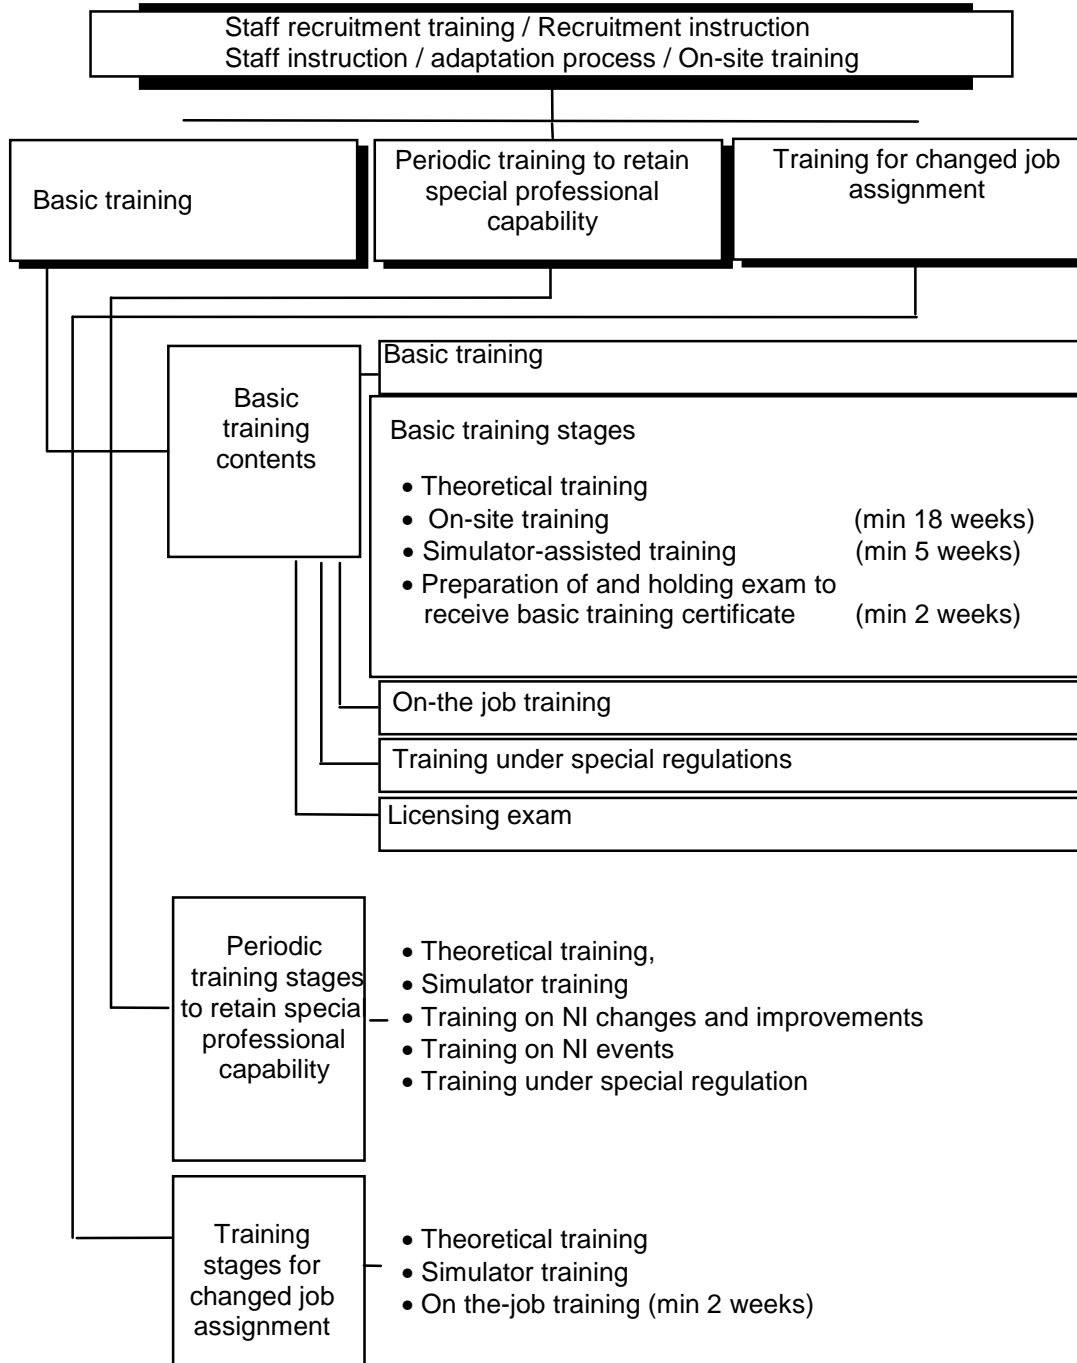 Staff recruitment training / Recruitment instruction
Staff instruction / adaptation process / On-site training
Basic training
Periodic training to retain
special professional
capability
Training for changed job
assignment
Basic
training
contents
Basic training
Basic training stages
• Theoretical training
• On-site training (min 18 weeks)
• Simulator-assisted training (min 5 weeks)
• Preparation of and holding exam to
receive basic training certificate (min 2 weeks)
On-the job training
Training under special regulations
Licensing exam
Periodic
training stages
to retain special
professional
capability
• Theoretical training,
• Simulator training
• Training on NI changes and improvements
• Training on NI events
• Training under special regulation
Training
stages for
changed job
assignment
• Theoretical training
• Simulator training
• On the-job training (min 2 weeks)